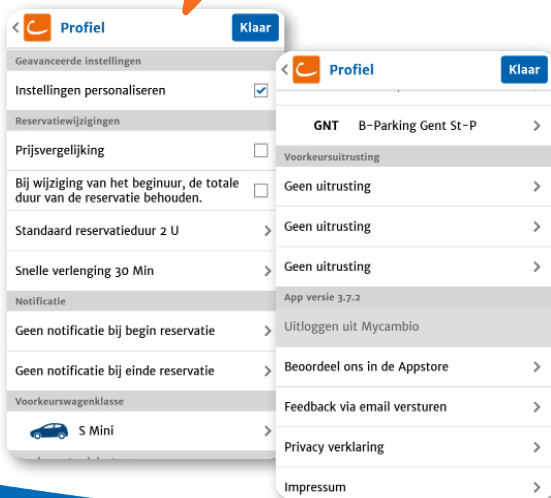 Profiel
Klaar
Geavanceerde instellingen
Instellingen personaliseren
Reservatiewijzigingen
Prijsvergelijking
Bij wijziging van het beginuur, de totale
duur van de reservatie behouden.
Standaard reservatieduur 2 U
Snelle verlenging 30 Min
Notificatie
Geen notificatie bij begin reservatie
Geen notificatie bij einde reservatie
Voorkeurswagenklasse
S Mini
Profiel
Klaar
GNT B-Parking Gent St-P
Voorkeursuitrusting
Geen uitrusting
Geen uitrusting
Geen uitrusting
App versie 3.7.2
Uitloggen uit Mycambio
Beoordeel ons in de Appstore
Feedback via email versturen
Privacy verklaring
Impressum